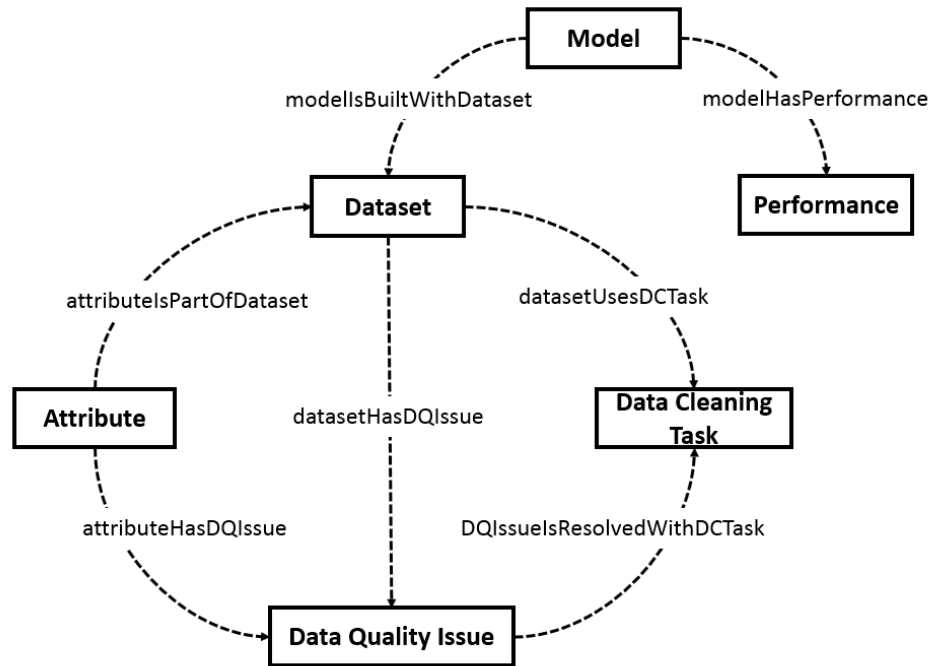 Model
modelIsBuiltWithDataset
modelHasPerformance
Dataset
Performance
attributeIsPartOfDataset
datasetUsesDCTask
Attribute
datasetHasDQIssue
Data Cleaning
Task
attributeHasDQIssue
DQIssueIsResolvedWithDCTask
Data Quality Issue